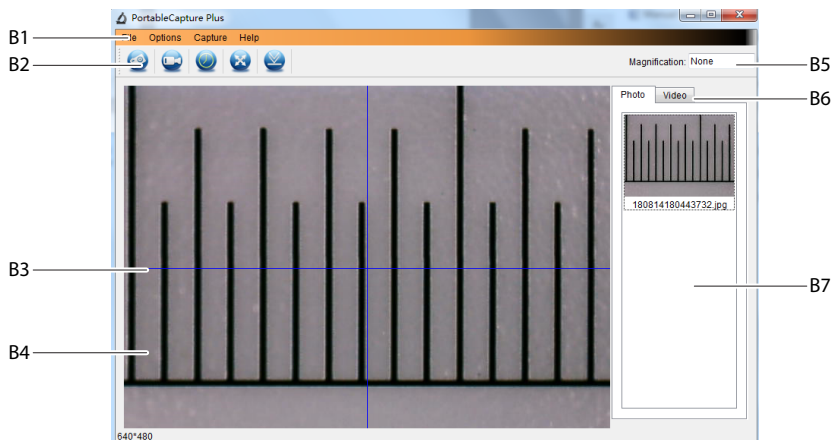 PortableCapture Plus
B1
File Options Capture Help
B2
Magnification: None
B5
Photo Video
B6
180814180443732.jpg
B3
B7
B4
640*480